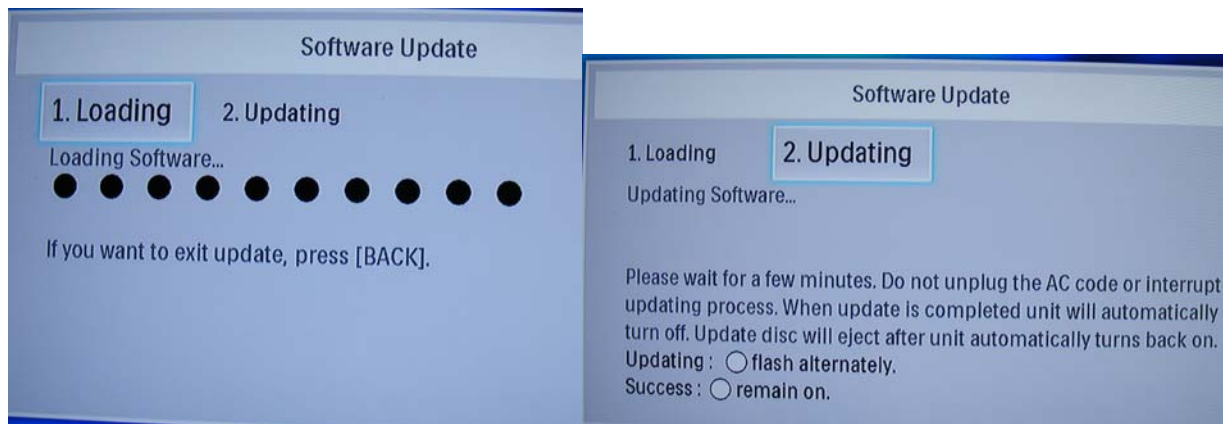 Software Update
1. Loading 2. Updating
Loading Software...
If you want to exit update, press [BACK].
Software Update
1. Loading 2. Updating
Updating Software...
Please wait for a few minutes. Do not unplug the AC code or interrupt
updating process. When update is completed unit will automatically
turn off. Update disc will eject after unit automatically turns back on.
Updating : ○ flash alternately.
Success : ○ remain on.